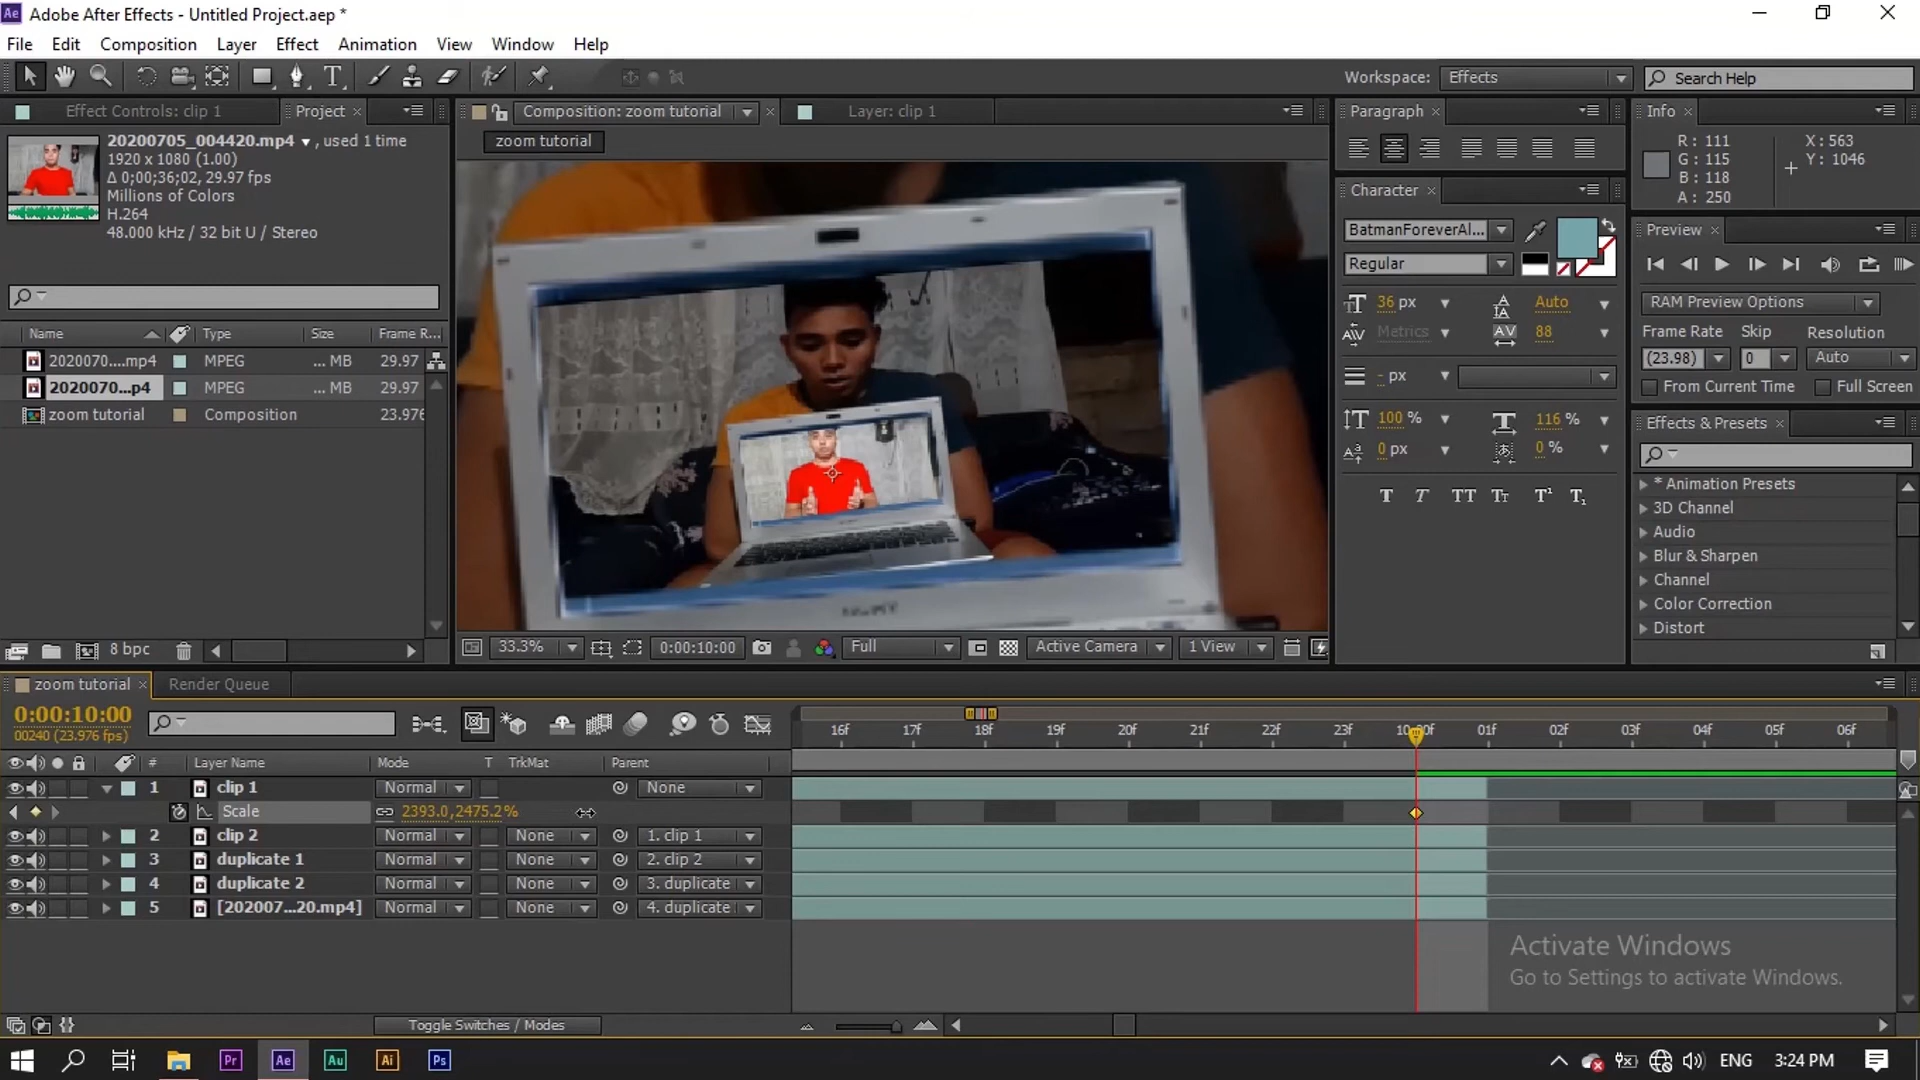 Adobe After Effects - Untitled Project.aep *
File Edit Composition Layer Effect Animation View Window Help
Workspace: Effects Search Help
Effect Controls: clip 1 Project
Composition: zoom tutorial Layer: clip 1
zoom tutorial
20200705_004420.mp4 , used 1 time
1920 x 1080 (1.00)
Δ 0;00;36;02, 29.97 fps
Millions of Colors
H.264
48.000 kHz / 32 bit U / Stereo
Name Type Size Frame R...
2020070....mp4 MPEG ... MB 29.97
2020070...p4 MPEG ... MB 29.97
zoom tutorial Composition 23.976
8 bpc
33.3% 0:00:10:00 Full Active Camera 1 View
Paragraph
Character
BatmanForeverAl...
Regular
36 px Auto
Metrics 88
- px
100 % 116 %
0 px 0 %
T T TT Tt T¹ T₁
Info
R: 111
G: 115
B: 118
A: 250
X: 563
Y: 1046
Preview
RAM Preview Options
Frame Rate Skip Resolution
(23.98) 0 Auto
From Current Time Full Screen
Effects & Presets
* Animation Presets
3D Channel
Audio
Blur & Sharpen
Channel
Color Correction
Distort
zoom tutorial Render Queue
0:00:10:00
00240 (23.976 fps)
16f 17f 18f 19f 20f 21f 22f 23f 10:00f 01f 02f 03f 04f 05f 06f
# Layer Name Mode T TrkMat Parent
1 clip 1 Normal None
Scale 2393.0,2475.2%
2 clip 2 Normal None 1. clip 1
3 duplicate 1 Normal None 2. clip 2
4 duplicate 2 Normal None 3. duplicate
5 [202007...20.mp4] Normal None 4. duplicate
Activate Windows
Go to Settings to activate Windows.
Toggle Switches / Modes
Pr Ae Au Ai Ps
ENG 3:24 PM